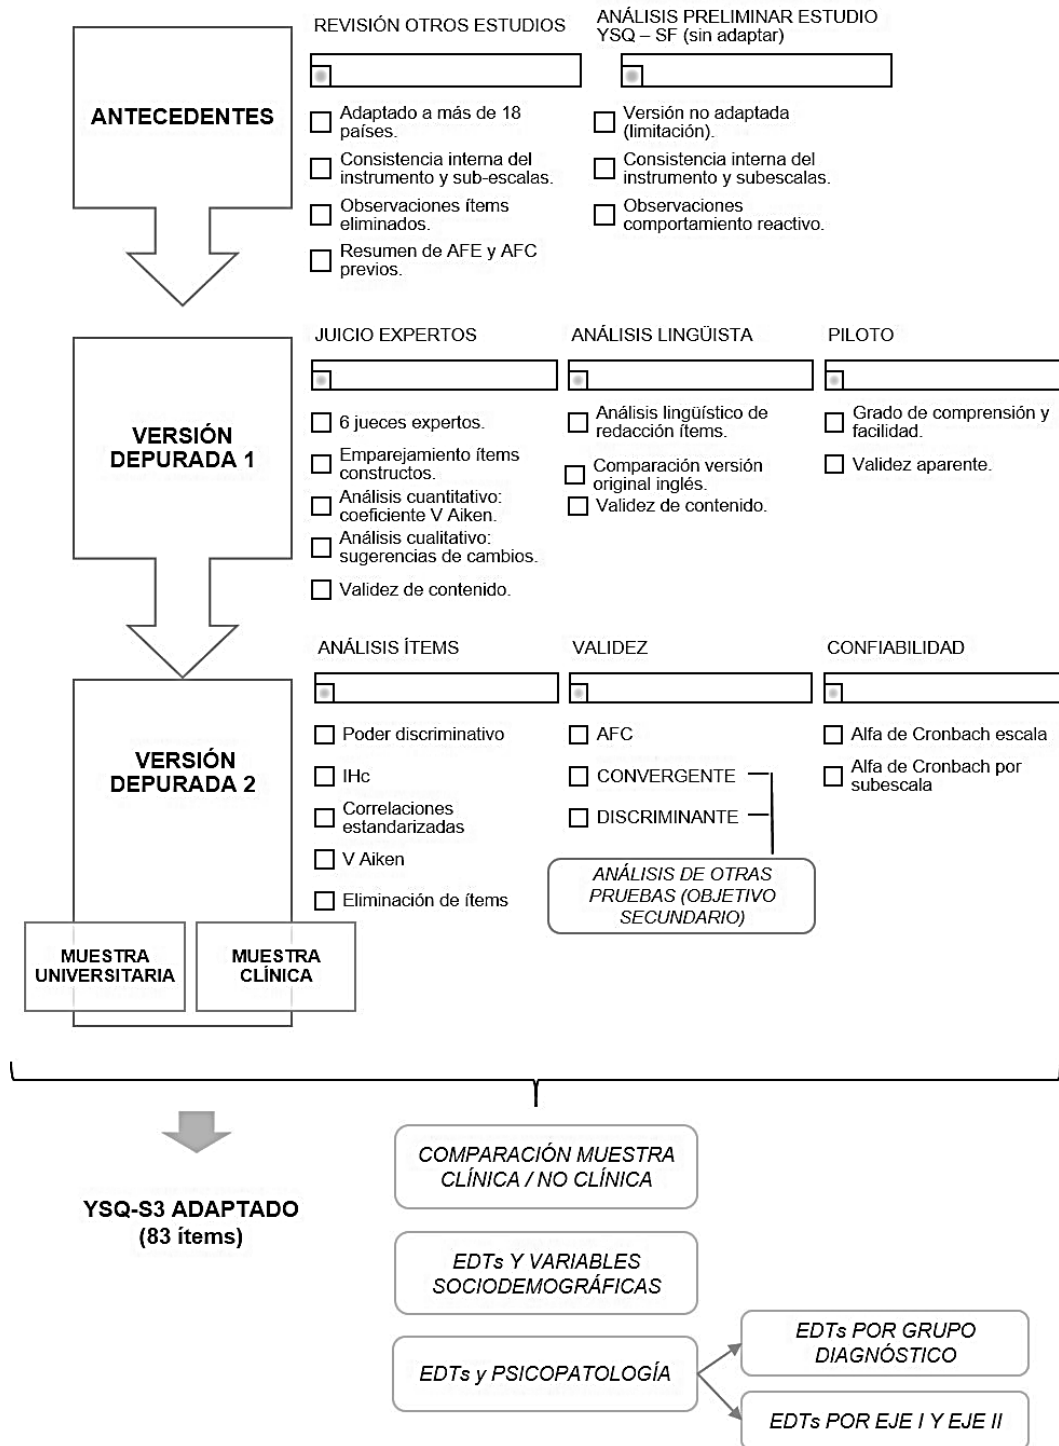 REVISIÓN OTROS ESTUDIOS
ANÁLISIS PRELIMINAR ESTUDIO
YSQ – SF (sin adaptar)
ANTECEDENTES
Adaptado a más de 18
países.
Consistencia interna del
instrumento y sub-escalas.
Observaciones ítems
eliminados.
Resumen de AFE y AFC
previos.
Versión no adaptada
(limitación).
Consistencia interna del
instrumento y subescalas.
Observaciones
comportamiento reactivo.
VERSIÓN
DEPURADA 1
JUICIO EXPERTOS
6 jueces expertos.
Emparejamiento ítems
constructos.
Análisis cuantitativo:
coeficiente V Aiken.
Análisis cualitativo:
sugerencias de cambios.
Validez de contenido.
ANÁLISIS LINGÜISTA
Análisis lingüístico de
redacción ítems.
Comparación versión
original inglés.
Validez de contenido.
PILOTO
Grado de comprensión y
facilidad.
Validez aparente.
VERSIÓN
DEPURADA 2
ANÁLISIS ÍTEMS
Poder discriminativo
IHc
Correlaciones
estandarizadas
V Aiken
Eliminación de ítems
VALIDEZ
AFC
CONVERGENTE
DISCRIMINANTE
ANÁLISIS DE OTRAS
PRUEBAS (OBJETIVO
SECUNDARIO)
CONFIABILIDAD
Alfa de Cronbach escala
Alfa de Cronbach por
subescala
MUESTRA
UNIVERSITARIA
MUESTRA
CLÍNICA
YSQ-S3 ADAPTADO
(83 ítems)
COMPARACIÓN MUESTRA
CLÍNICA / NO CLÍNICA
EDTs Y VARIABLES
SOCIODEMOGRÁFICAS
EDTs y PSICOPATOLOGÍA
EDTs POR GRUPO
DIAGNÓSTICO
EDTs POR EJE I Y EJE II